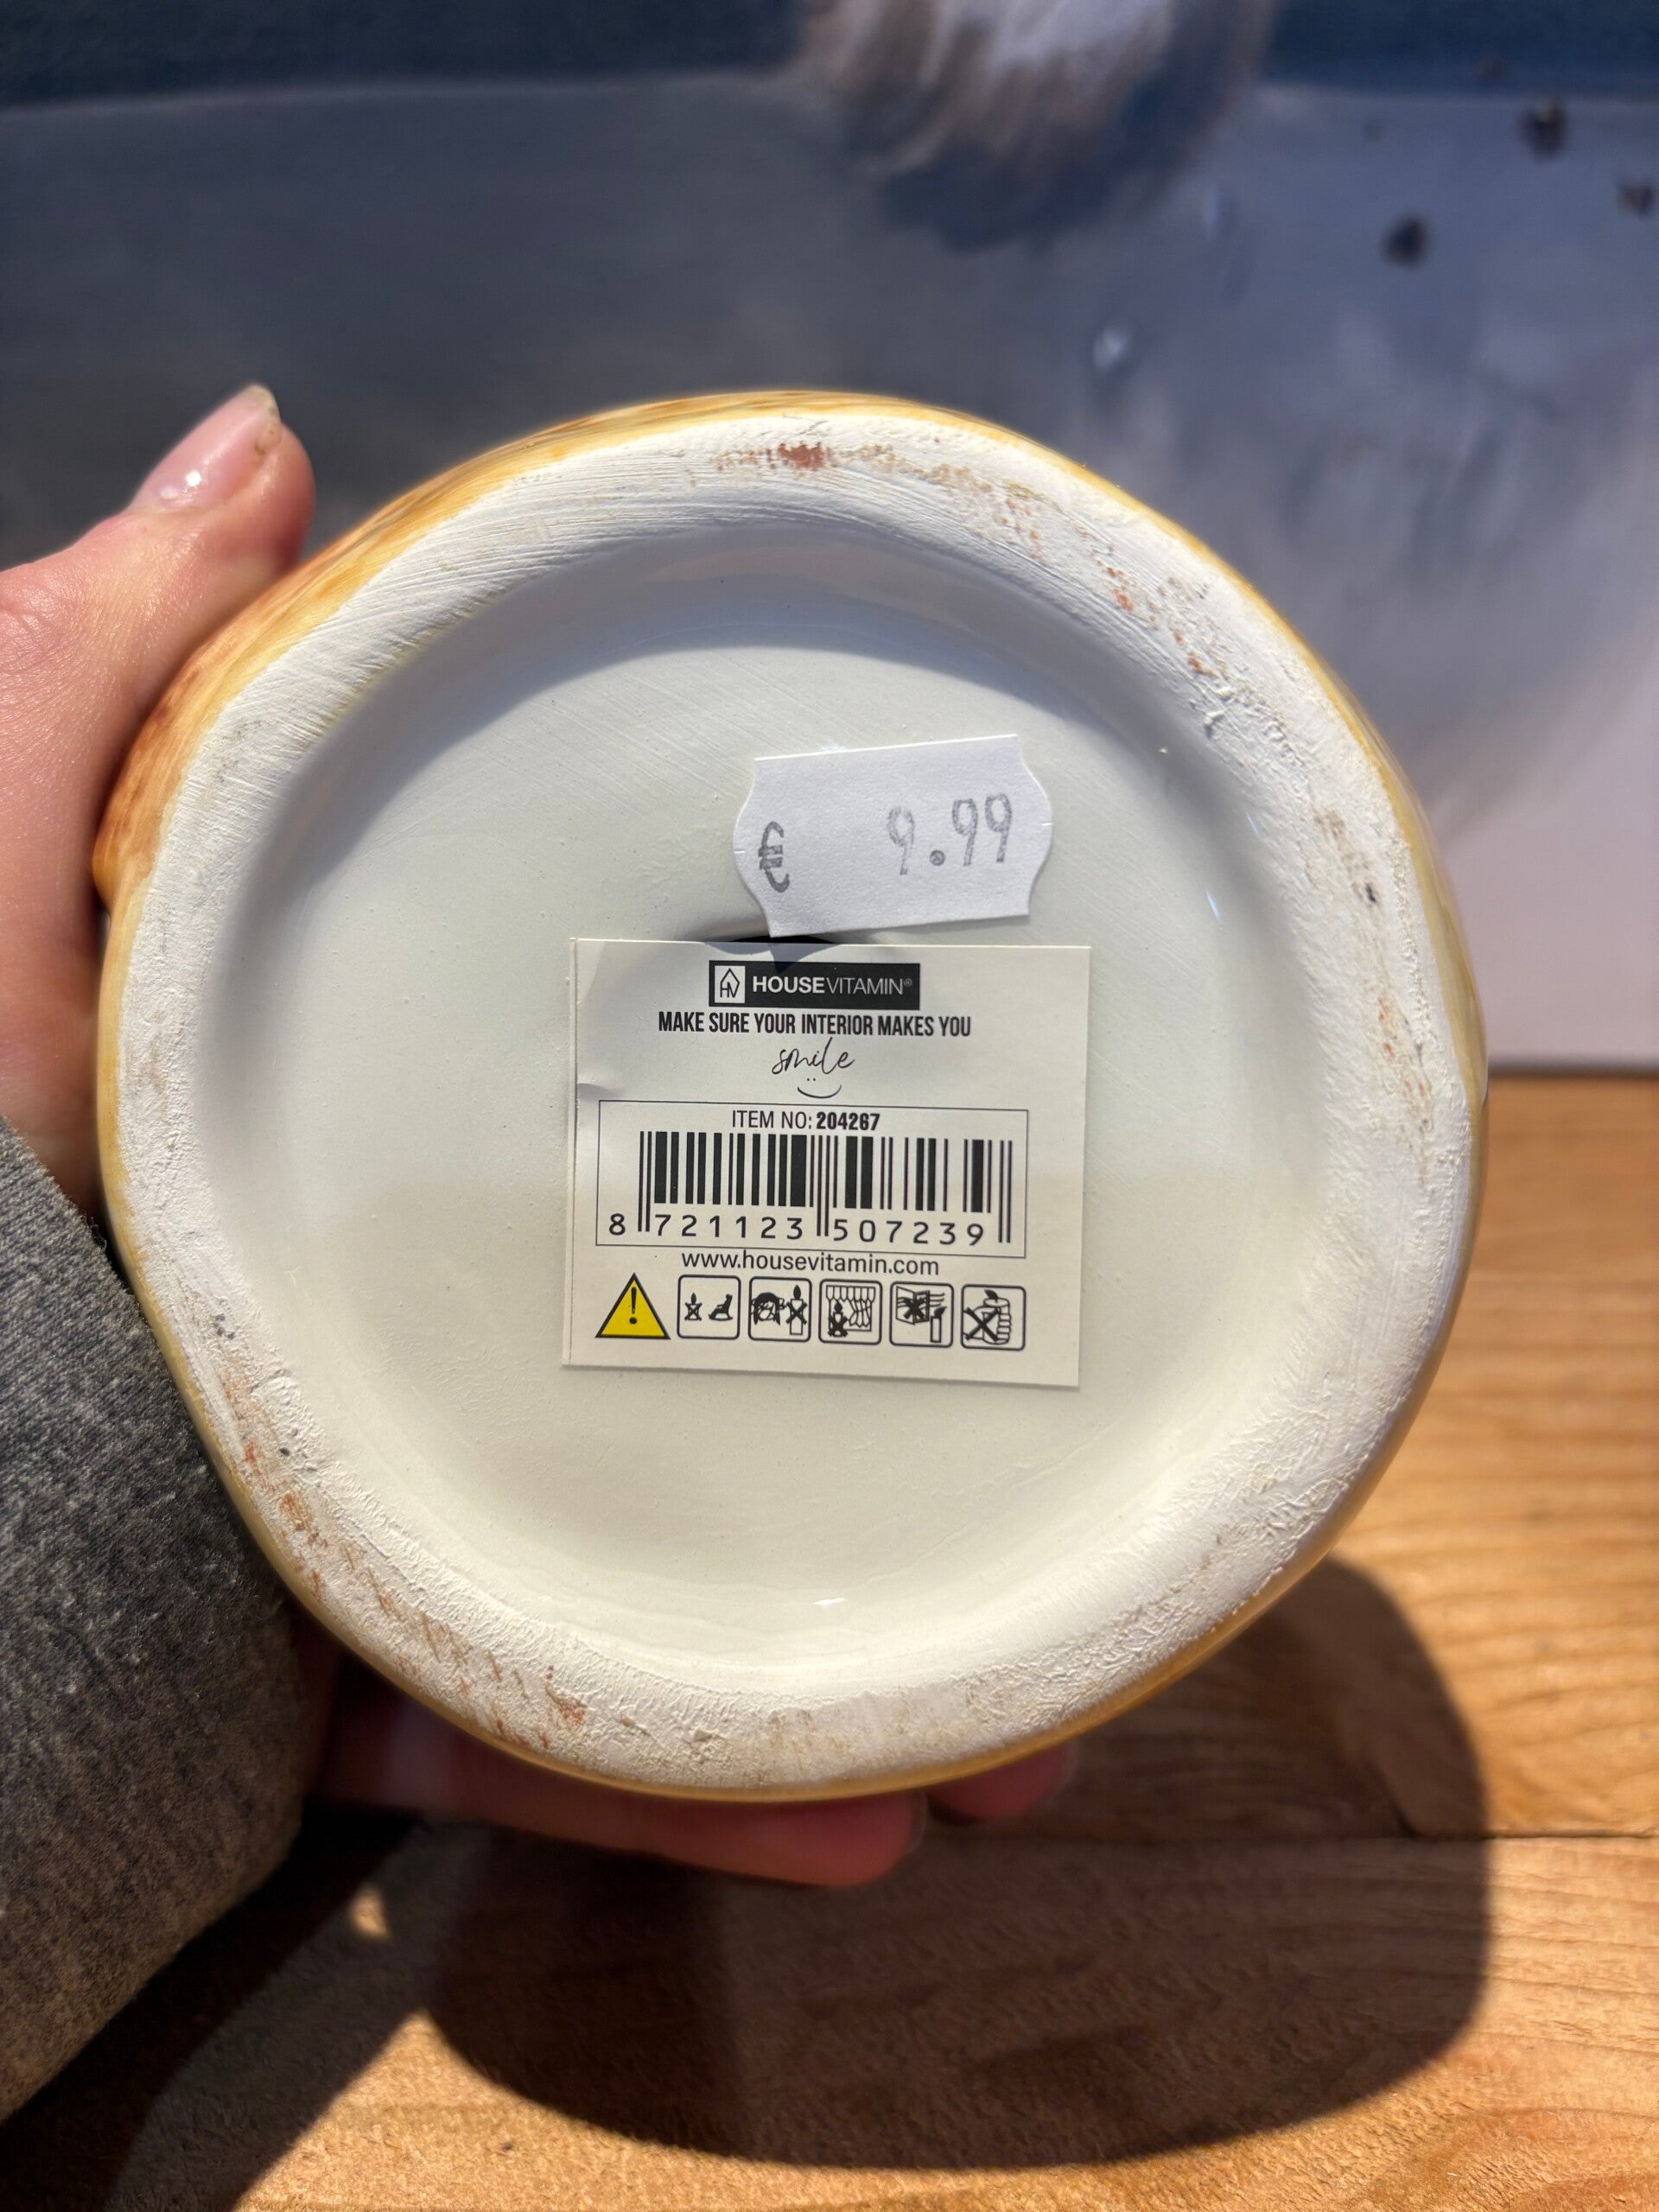 € 9.99
HV HOUSEVITAMIN®
MAKE SURE YOUR INTERIOR MAKES YOU
smile
ITEM NO: 204267
8 721123 507239
www.housevitamin.com